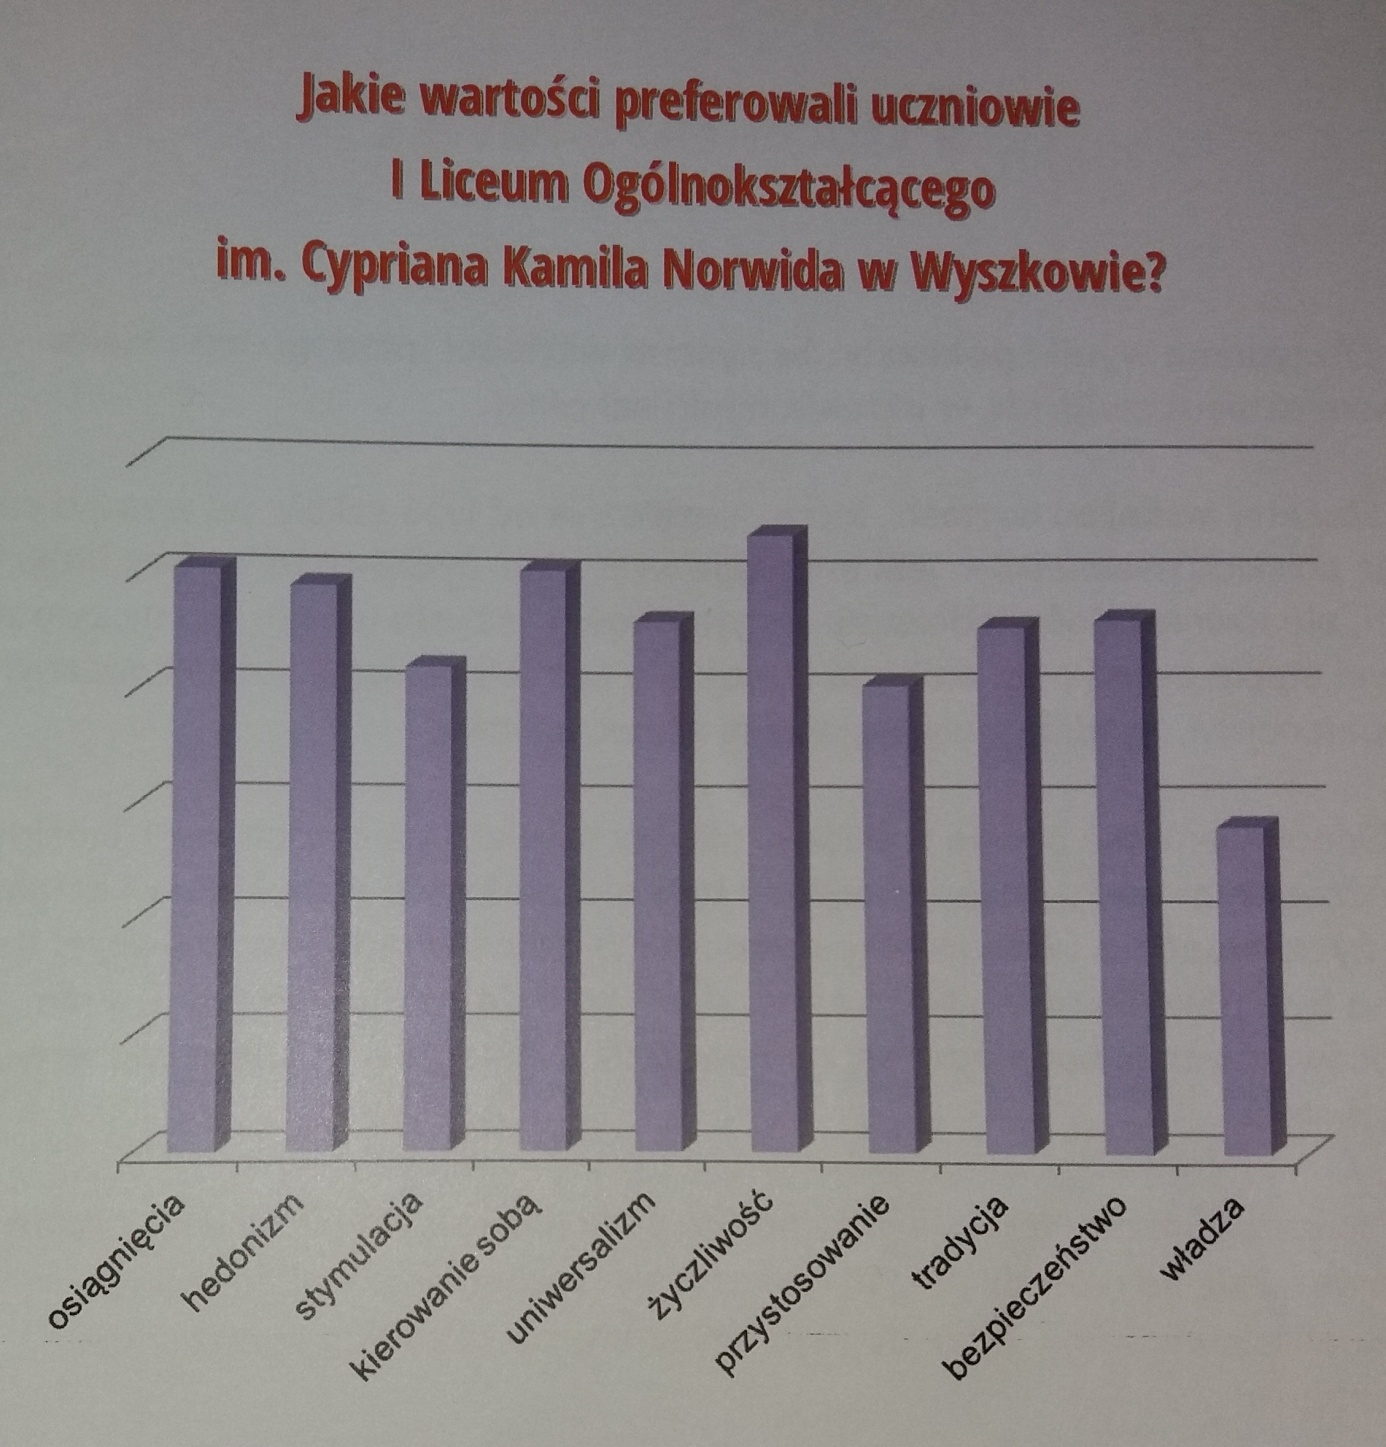 Jakie wartości preferowali uczniowie
I Liceum Ogólnokształcącego
im. Cypriana Kamila Norwida w Wyszkowie?
osiągnięcia
hedonizm
stymulacja
kierowanie sobą
uniwersalizm
życzliwość
przystosowanie
tradycja
bezpieczeństwo
władza